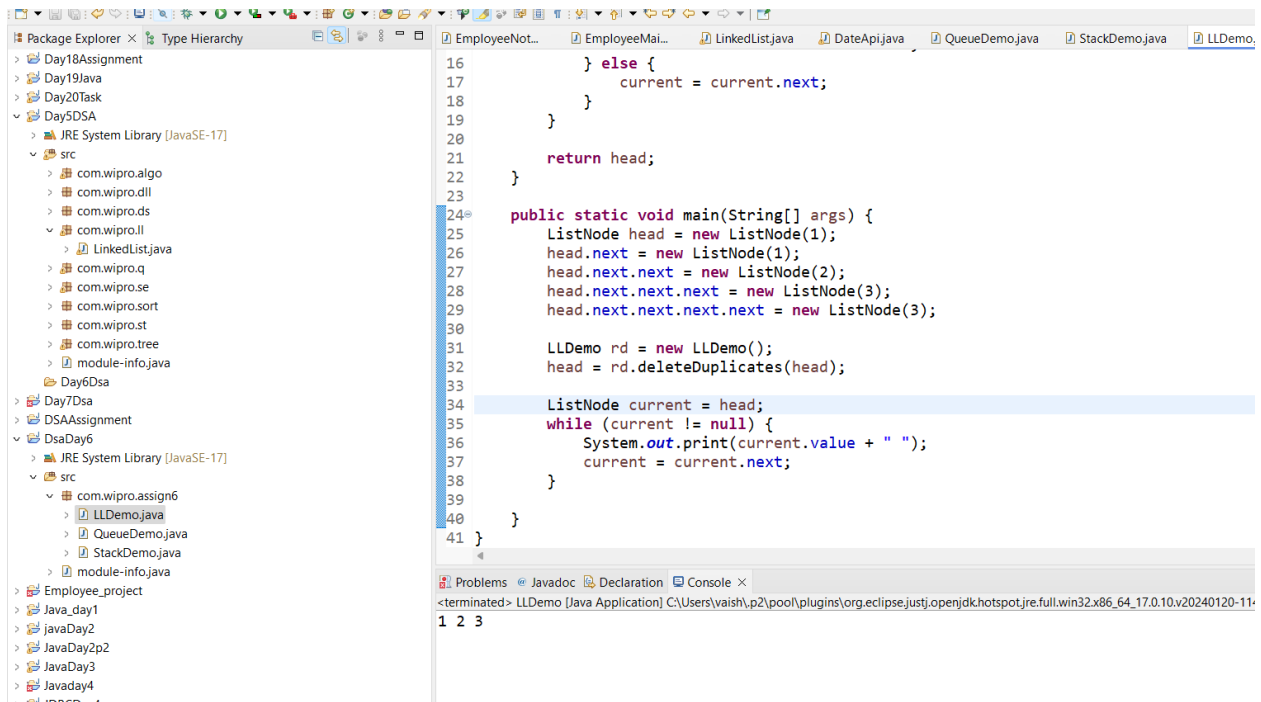 Package Explorer
Type Hierarchy
Day18Assignment
Day19Java
Day20Task
Day5DSA
JRE System Library [JavaSE-17]
src
com.wipro.algo
com.wipro.dll
com.wipro.ds
com.wipro.ll
LinkedList.java
com.wipro.q
com.wipro.se
com.wipro.sort
com.wipro.st
com.wipro.tree
module-info.java
Day6Dsa
Day7Dsa
DSAAssignment
DsaDay6
JRE System Library [JavaSE-17]
src
com.wipro.assign6
LLDemo.java
QueueDemo.java
StackDemo.java
module-info.java
Employee_project
Java_day1
javaDay2
JavaDay2p2
JavaDay3
Javaday4
EmployeeNot... EmployeeMai... LinkedList.java DateApi.java QueueDemo.java StackDemo.java LLDemo.
16 } else {
17 current = current.next;
18 }
19 }
20
21 return head;
22 }
23
24 public static void main(String[] args) {
25 ListNode head = new ListNode(1);
26 head.next = new ListNode(1);
27 head.next.next = new ListNode(2);
28 head.next.next.next = new ListNode(3);
29 head.next.next.next.next = new ListNode(3);
30
31 LLDemo rd = new LLDemo();
32 head = rd.deleteDuplicates(head);
33
34 ListNode current = head;
35 while (current != null) {
36 System.out.print(current.value + " ");
37 current = current.next;
38 }
39
40 }
41 }
Problems Javadoc Declaration Console
<terminated> LLDemo [Java Application] C:\Users\vaish\.p2\pool\plugins\org.eclipse.justj.openjdk.hotspot.jre.full.win32.x86_64_17.0.10.v20240120-11
1 2 3